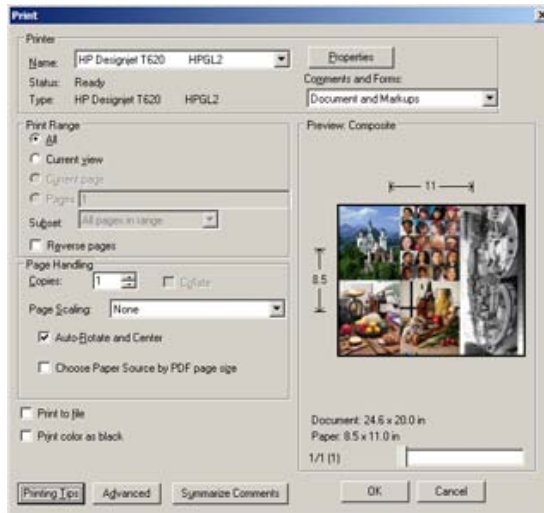 Print
Printer
Name: HP Designjet T620 HPGL2
Properties
Status: Ready
Comments and Forms:
Type: HP Designjet T620 HPGL2
Document and Markups
Print Range
All
Current view
Current page
Pages 1
Subset: All pages in range
Reverse pages
Page Handling
Copies: 1
Collate
Page Scaling: None
Auto-Rotate and Center
Choose Paper Source by PDF page size
Print to file
Print color as black
Preview: Composite
11
8.5
Document: 24.6 x 20.0 in
Paper: 8.5 x 11.0 in
1/1 (1)
Printing Tips
Advanced
Summarize Comments
OK
Cancel